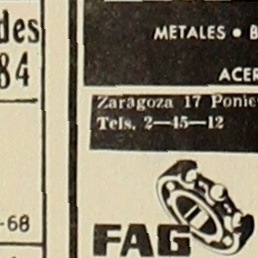 des
84
-68
METALES • B
ACER
Zaragoza 17 Ponie
Tels. 2—45—12
FAG